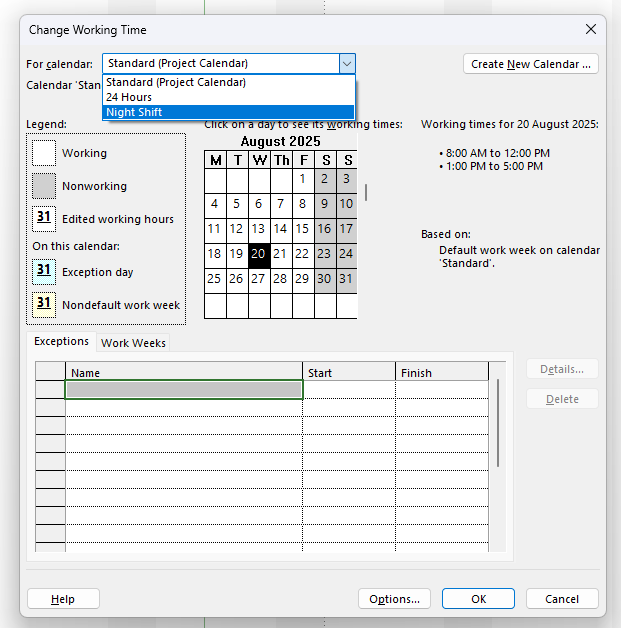 Change Working Time
For calendar: Standard (Project Calendar)
Create New Calendar ...
Standard (Project Calendar)
24 Hours
Night Shift
Calendar 'Stan
Legend:
Working
Nonworking
31 Edited working hours
On this calendar:
31 Exception day
31 Nondefault work week
Click on a day to see its working times:
August 2025
M T W Th F S S
1 2 3
4 5 6 7 8 9 10
11 12 13 14 15 16 17
18 19 20 21 22 23 24
25 26 27 28 29 30 31
Working times for 20 August 2025:
• 8:00 AM to 12:00 PM
• 1:00 PM to 5:00 PM
Based on:
Default work week on calendar
'Standard'.
Exceptions Work Weeks
Name Start Finish
Details...
Delete
Help Options... OK Cancel